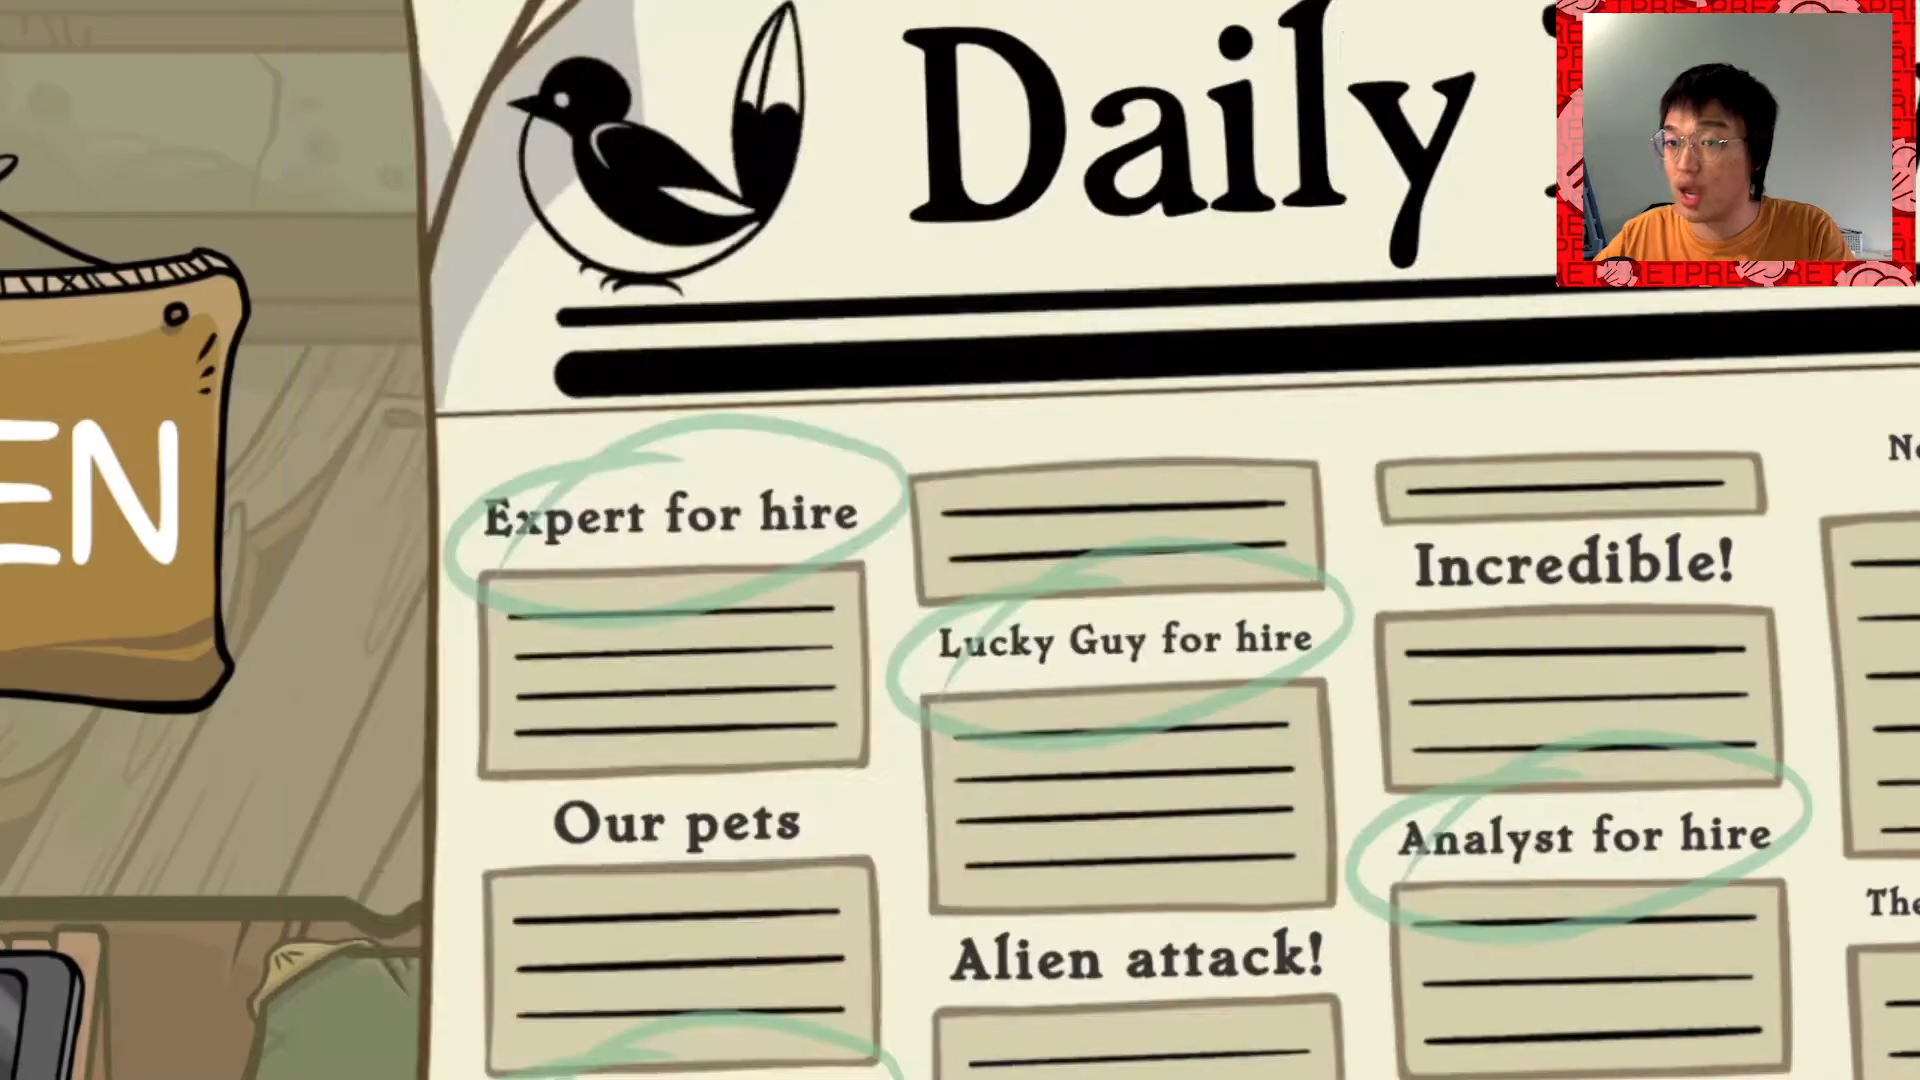 Daily
EN
Expert for hire
Our pets
Lucky Guy for hire
Alien attack!
Incredible!
Analyst for hire